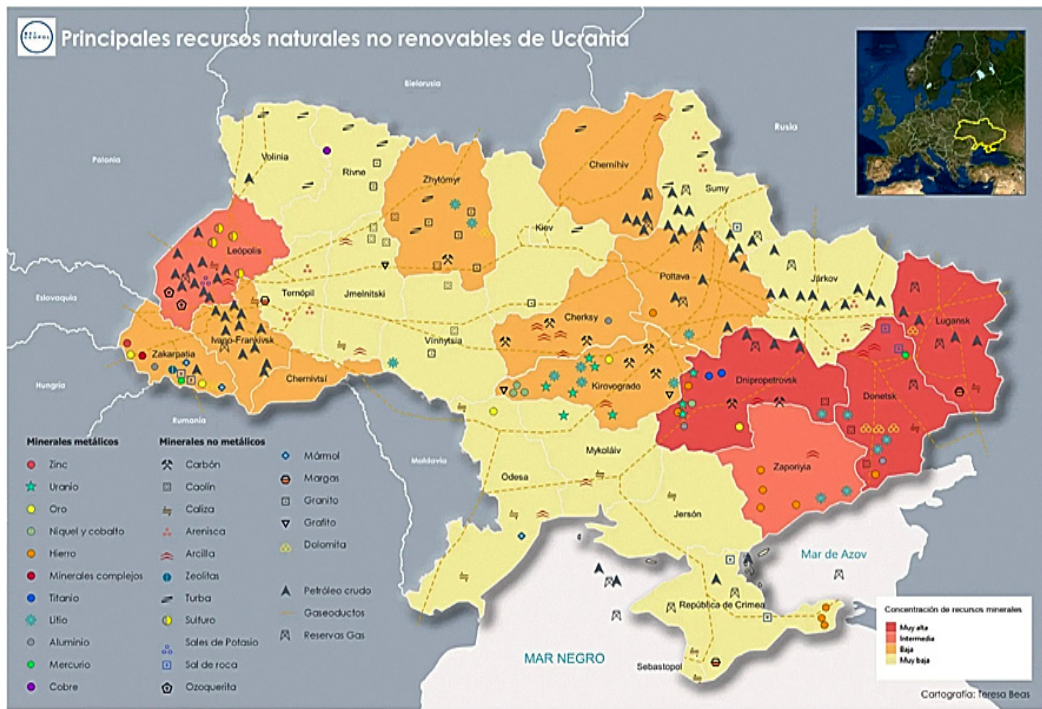 Principales recursos naturales no renovables de Ucrania
Bielorusia
Rusia
Polonia
Volinia
Rivne
Zhytómyr
Cherníhiv
Sumy
Kiev
Leópolis
Ternópil
Jmelnitski
Poltava
Járkov
Lugansk
Eslovaquia
Cherksy
Ivano-Frankivsk
Vinnytsia
Zakarpatia
Chernivtsí
Kirovogrado
Dnipropetrovsk
Donetsk
Hungría
Rumania
Moldavia
Mykoláiv
Odesa
Zaporiyia
Jersón
Mar de Azov
República de Crimea
MAR NEGRO
Sebastopol
Minerales metálicos
Zinc
Uranio
Oro
Niquel y cobalto
Hierro
Minerales complejos
Titanio
Litio
Aluminio
Mercurio
Cobre
Minerales no metálicos
Carbón
Caolín
Caliza
Arenisca
Arcilla
Zeolitas
Turba
Sulfuro
Sales de Potasio
Sal de roca
Ozoquerita
Mármol
Margas
Granito
Grafito
Dolomita
Petróleo crudo
Gaseoductos
Reservas Gas
Concentración de recursos minerales
Muy alta
Intermedia
Baja
Muy baja
Cartografía: Teresa Beas